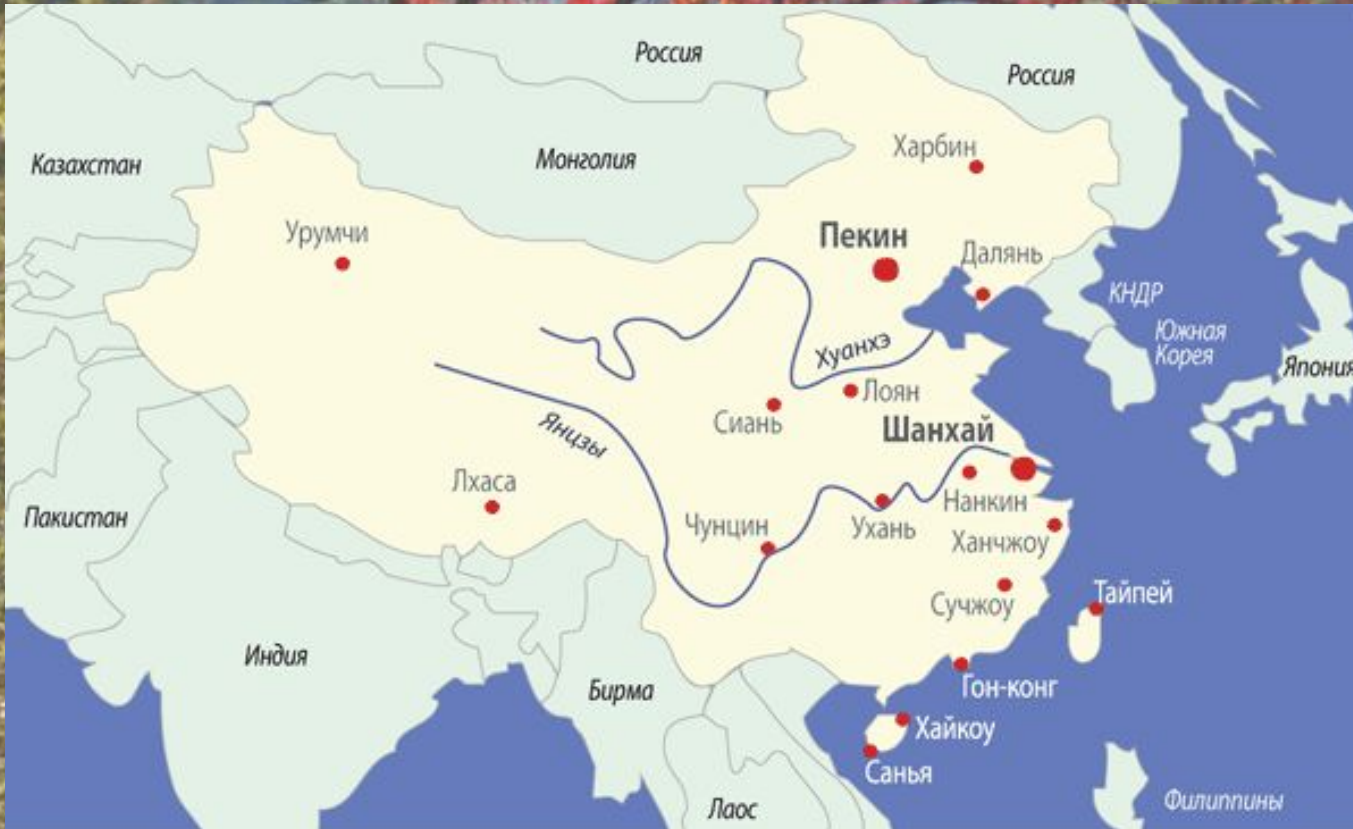 Россия
Россия
Казахстан
Монголия
Харбин
Урумчи
Пекин
Далянь
КНДР
Южная
Корея
Япония
Хуанхэ
Лоян
Сиань
Янцзы
Шанхай
Лхаса
Нанкин
Пакистан
Чунцин
Ухань
Ханчжоу
Сучжоу
Тайпей
Индия
Бирма
Гон-конг
Хайкоу
Санья
Лаос
Филиппины